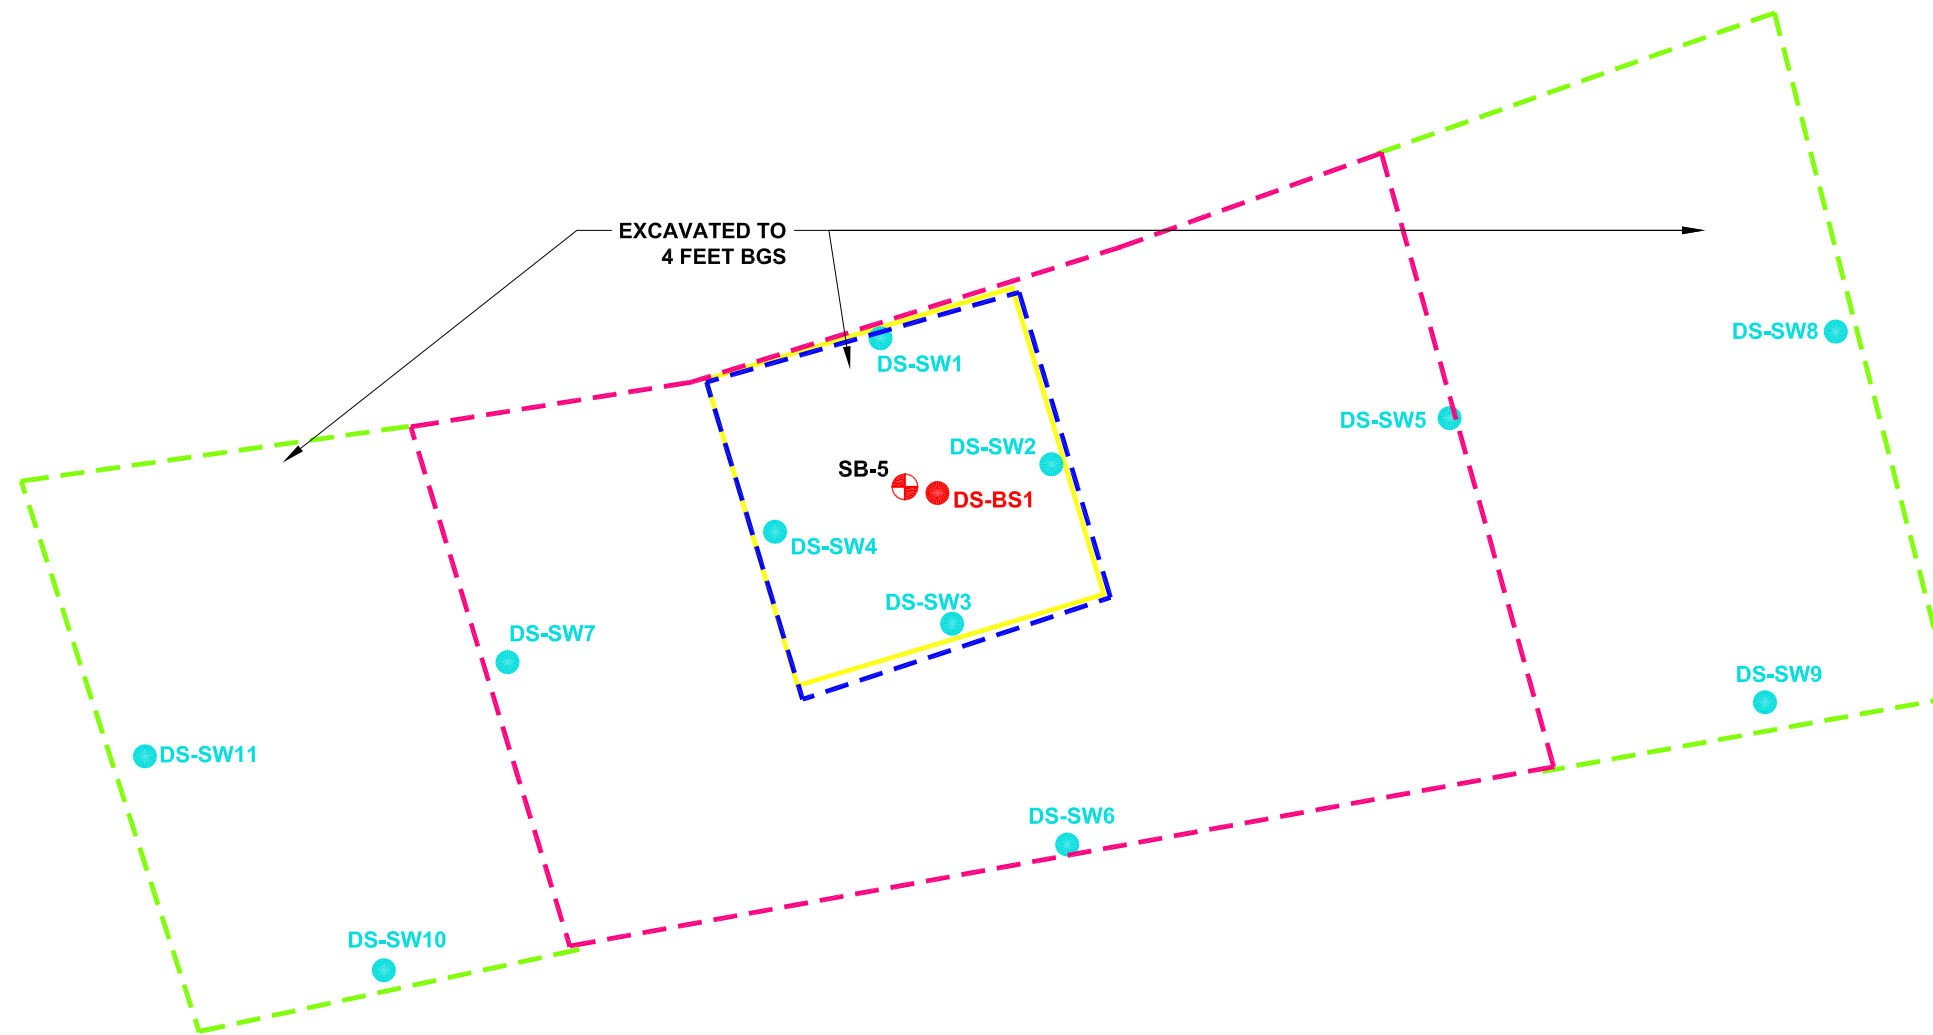 EXCAVATED TO
4 FEET BGS
DS-SW8
DS-SW1
DS-SW5
DS-SW2
SB-5
DS-BS1
DS-SW4
DS-SW3
DS-SW7
DS-SW9
DS-SW11
DS-SW6
DS-SW10